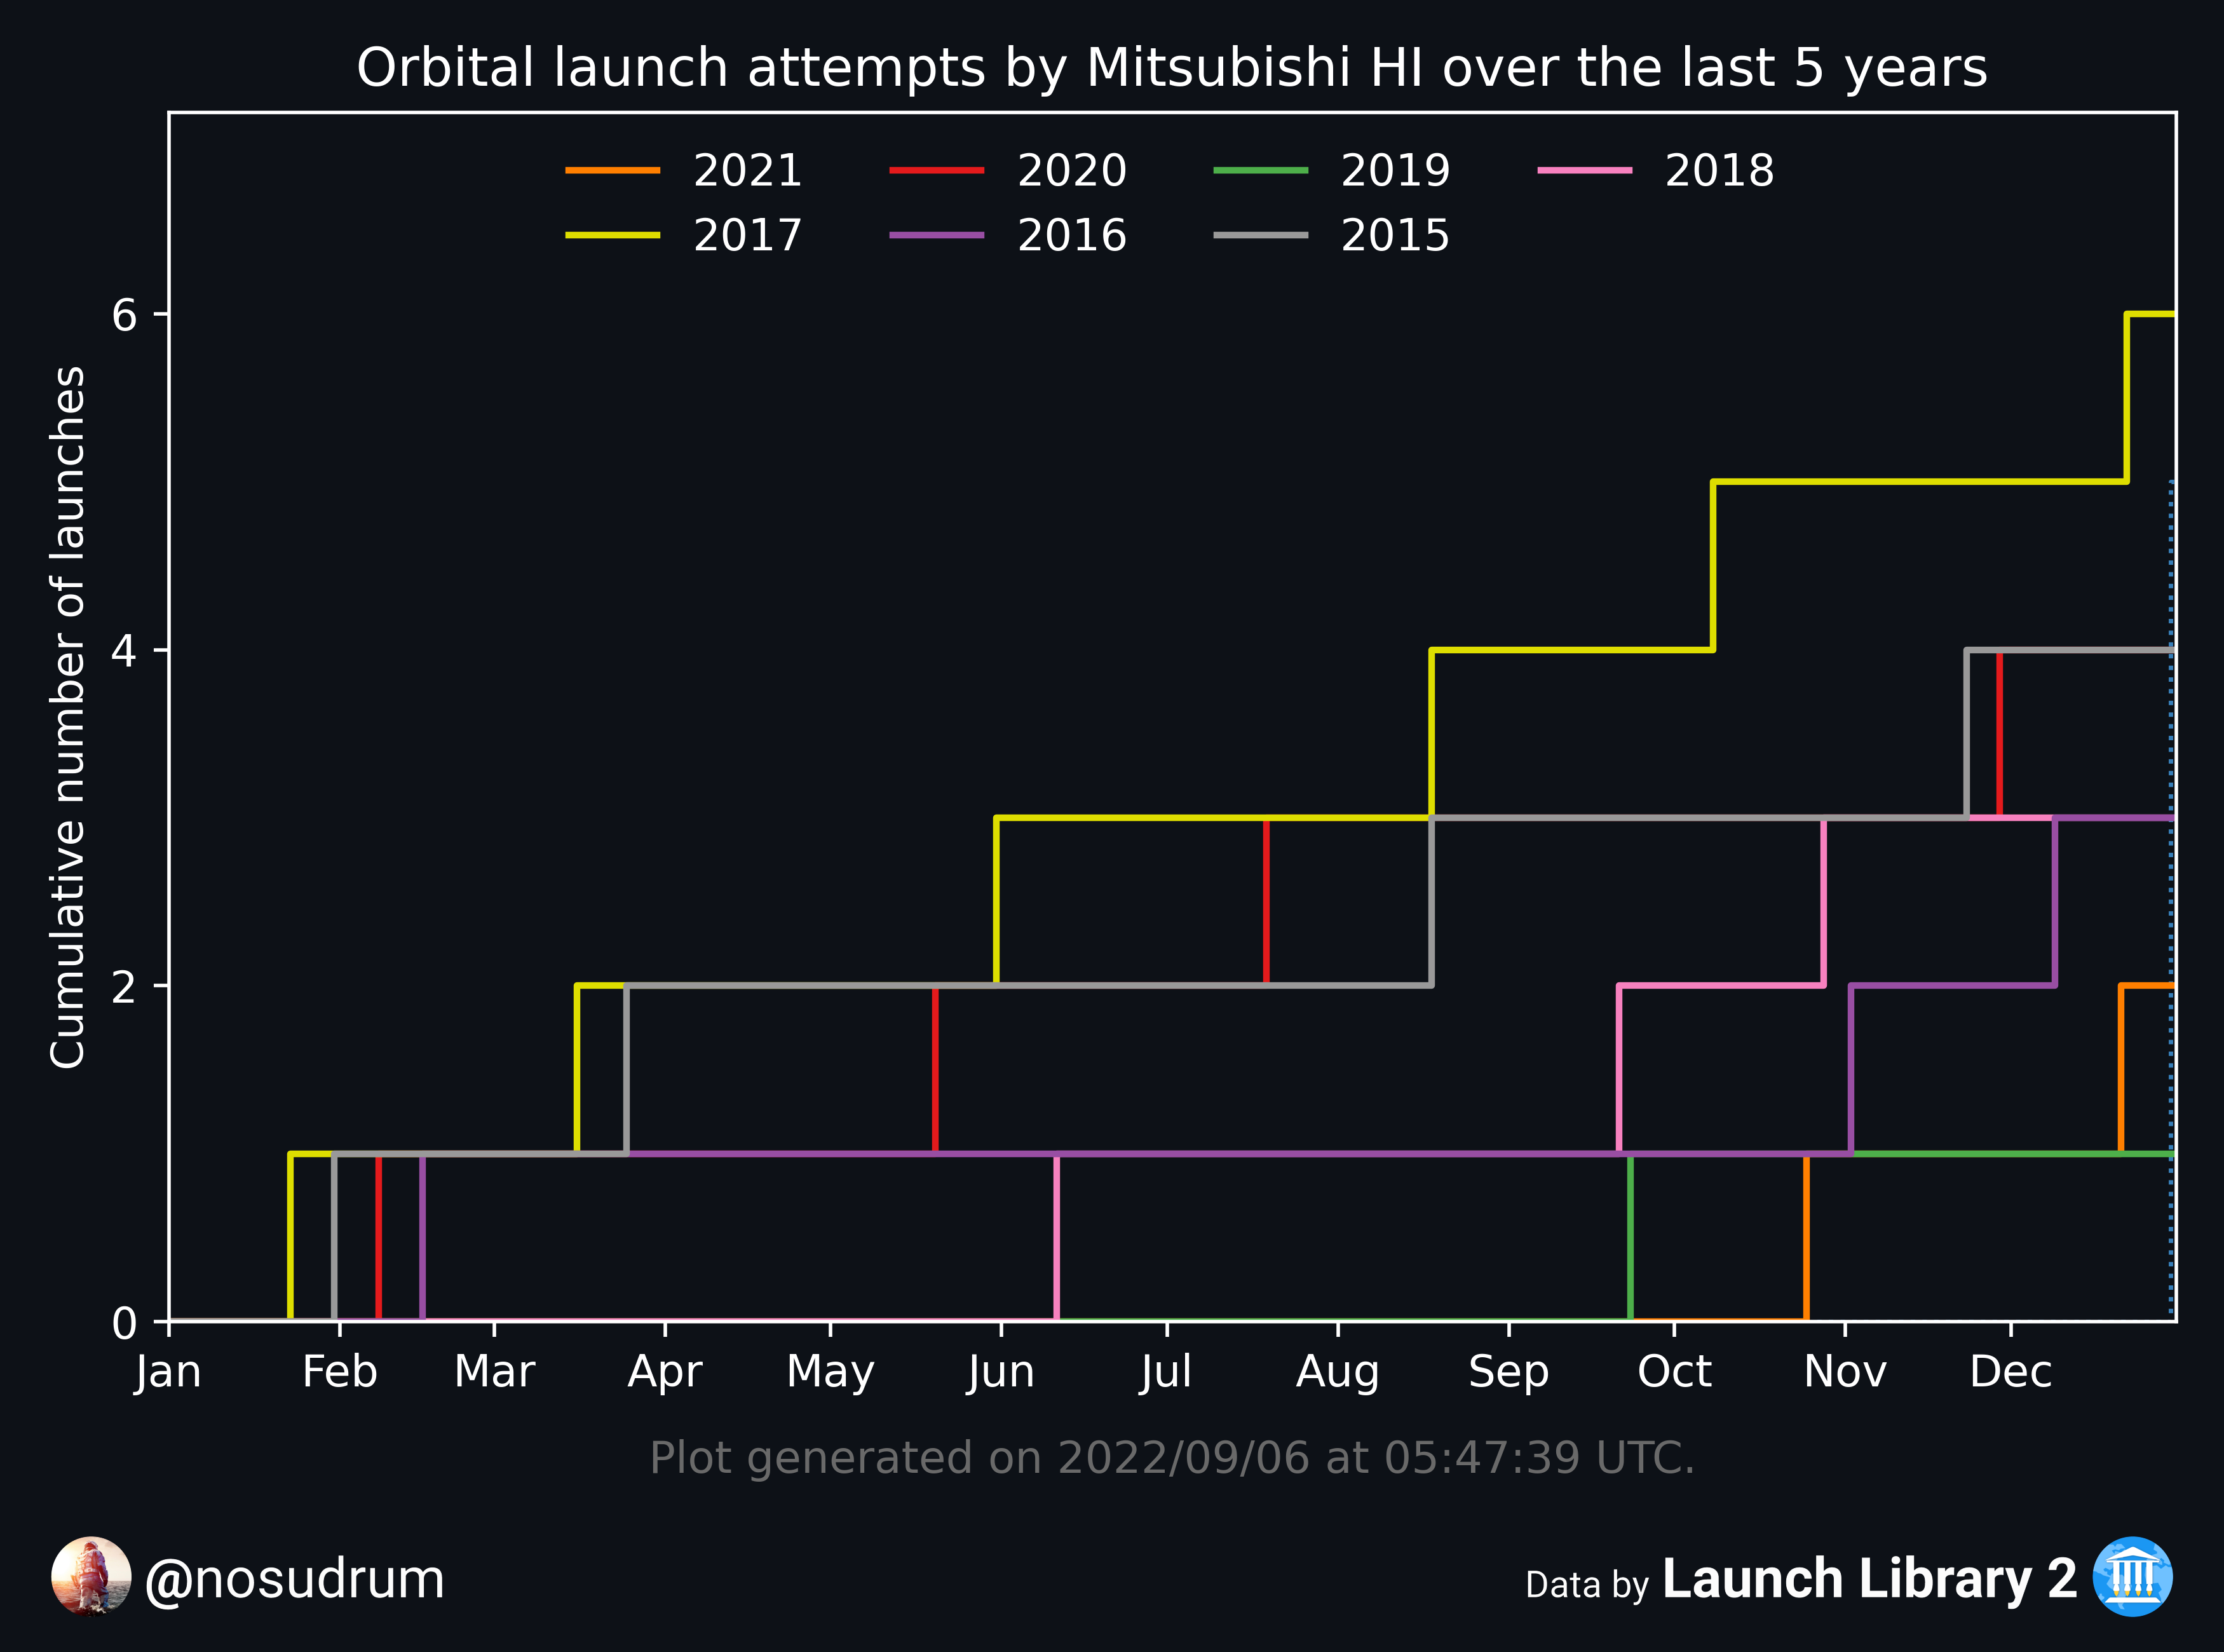 Orbital launch attempts by Mitsubishi HI over the last 5 years
2021 2020 2019 2018
2017 2016 2015
Cumulative number of launches
6
4
2
0
Jan Feb Mar Apr May Jun Jul Aug Sep Oct Nov Dec
Plot generated on 2022/09/06 at 05:47:39 UTC.
@nosudrum
Data by Launch Library 2